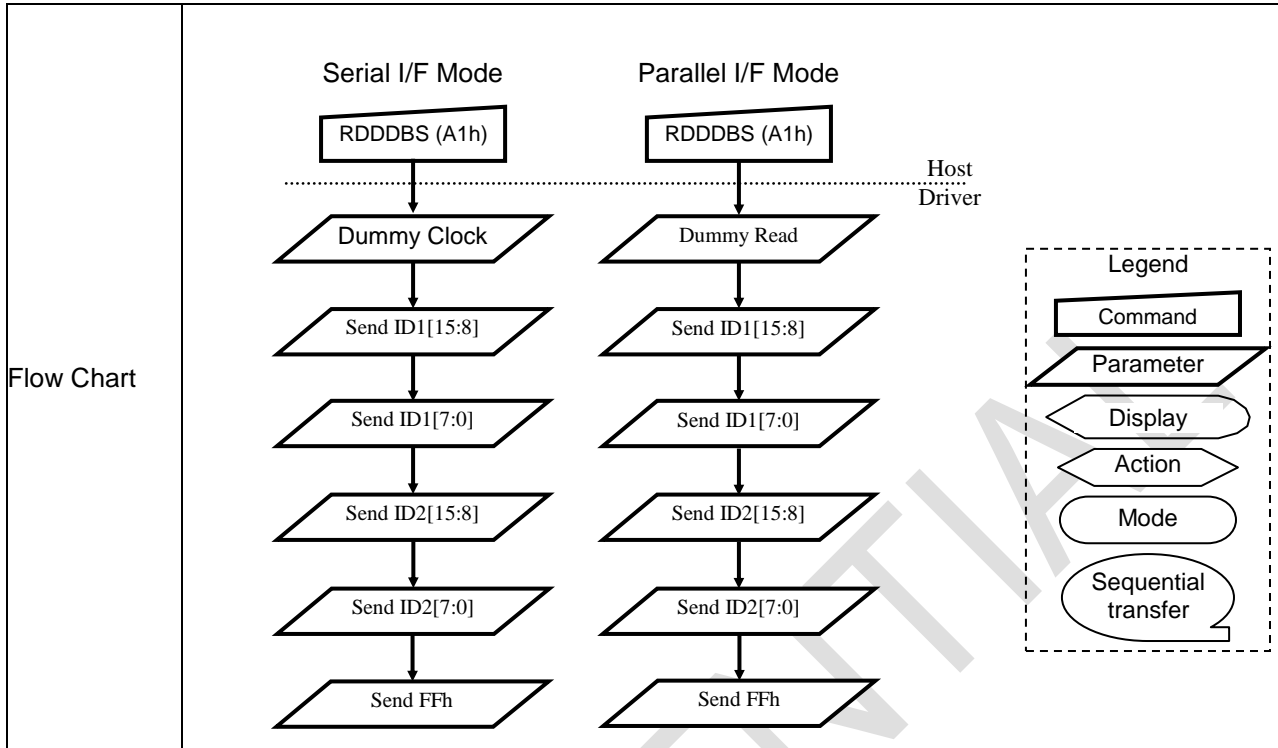 Flow Chart
Serial I/F Mode
RDDDBS (A1h)
Dummy Clock
Send ID1[15:8]
Send ID1[7:0]
Send ID2[15:8]
Send ID2[7:0]
Send FFh
Parallel I/F Mode
RDDDBS (A1h)
Host
Driver
Dummy Read
Send ID1[15:8]
Send ID1[7:0]
Send ID2[15:8]
Send ID2[7:0]
Send FFh
Legend
Command
Parameter
Display
Action
Mode
Sequential
transfer